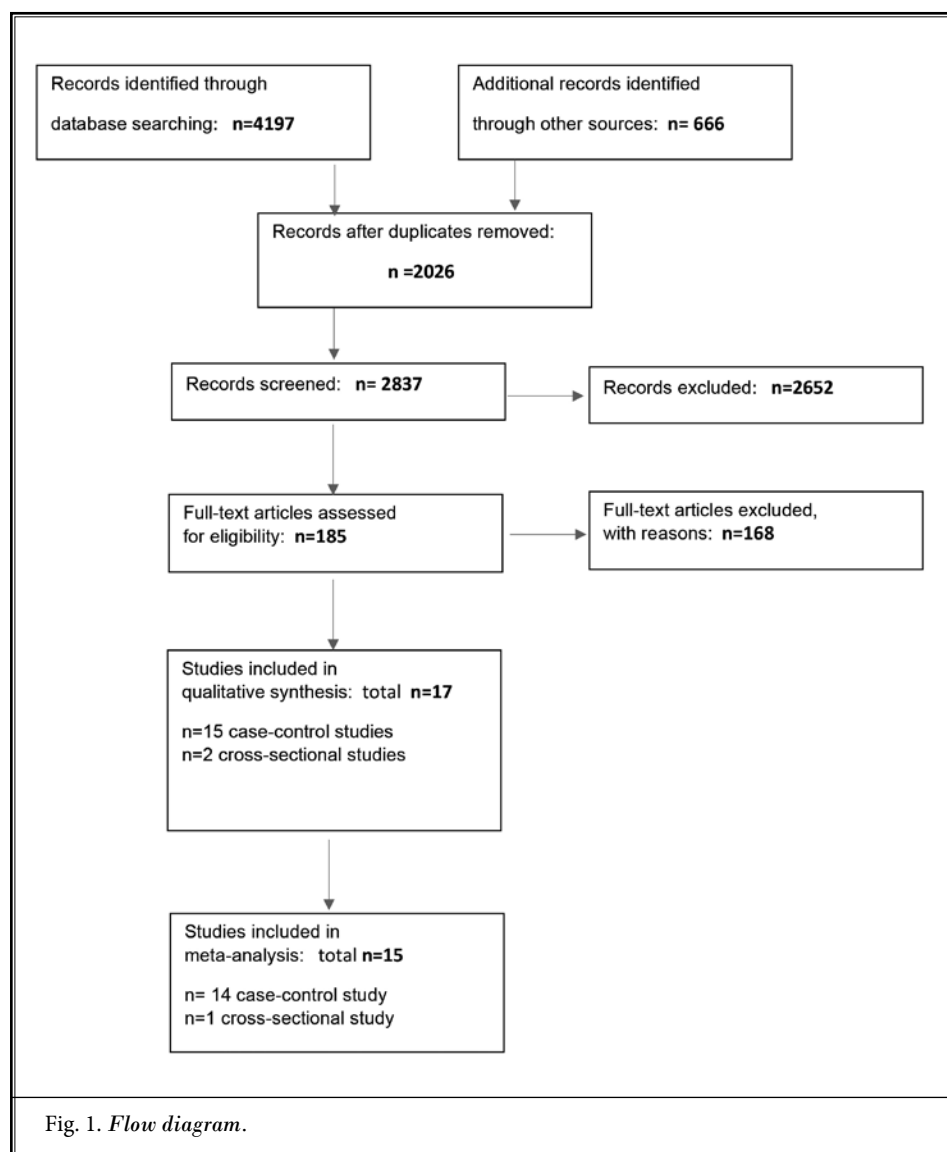 Records identified through
database searching: n=4197
Additional records identified
through other sources: n= 666
Records after duplicates removed:
n =2026
Records screened: n= 2837
Records excluded: n=2652
Full-text articles assessed
for eligibility: n=185
Full-text articles excluded,
with reasons: n=168
Studies included in
qualitative synthesis: total n=17
n=15 case-control studies
n=2 cross-sectional studies
Studies included in
meta-analysis: total n=15
n= 14 case-control study
n=1 cross-sectional study
Fig. 1. Flow diagram.